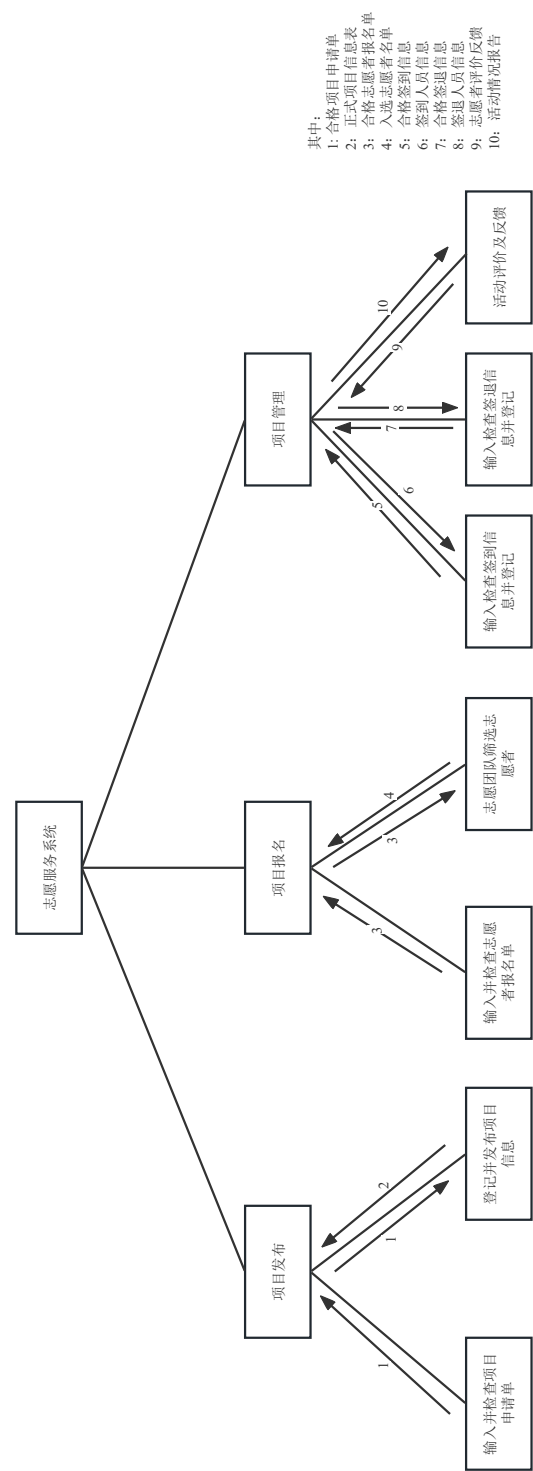 志愿服务系统
项目发布
项目报名
项目管理
1
1
2
3
3
4
5
6
7
8
9
10
输入并检查项目
申请单
登记并发布项目
信息
输入并检查志愿
者报名单
志愿团队筛选志
愿者
输入检查签到信
息并登记
输入检查签退信
息并登记
活动评价及反馈
其中：
1: 合格项目申请单
2： 正式项目信息表
3： 合格志愿者报名单
4： 入选志愿者名单
5： 合格签到信息
6： 签到人员信息
7： 合格签退信息
8： 签退人员信息
9： 志愿者评价反馈
10： 活动情况报告